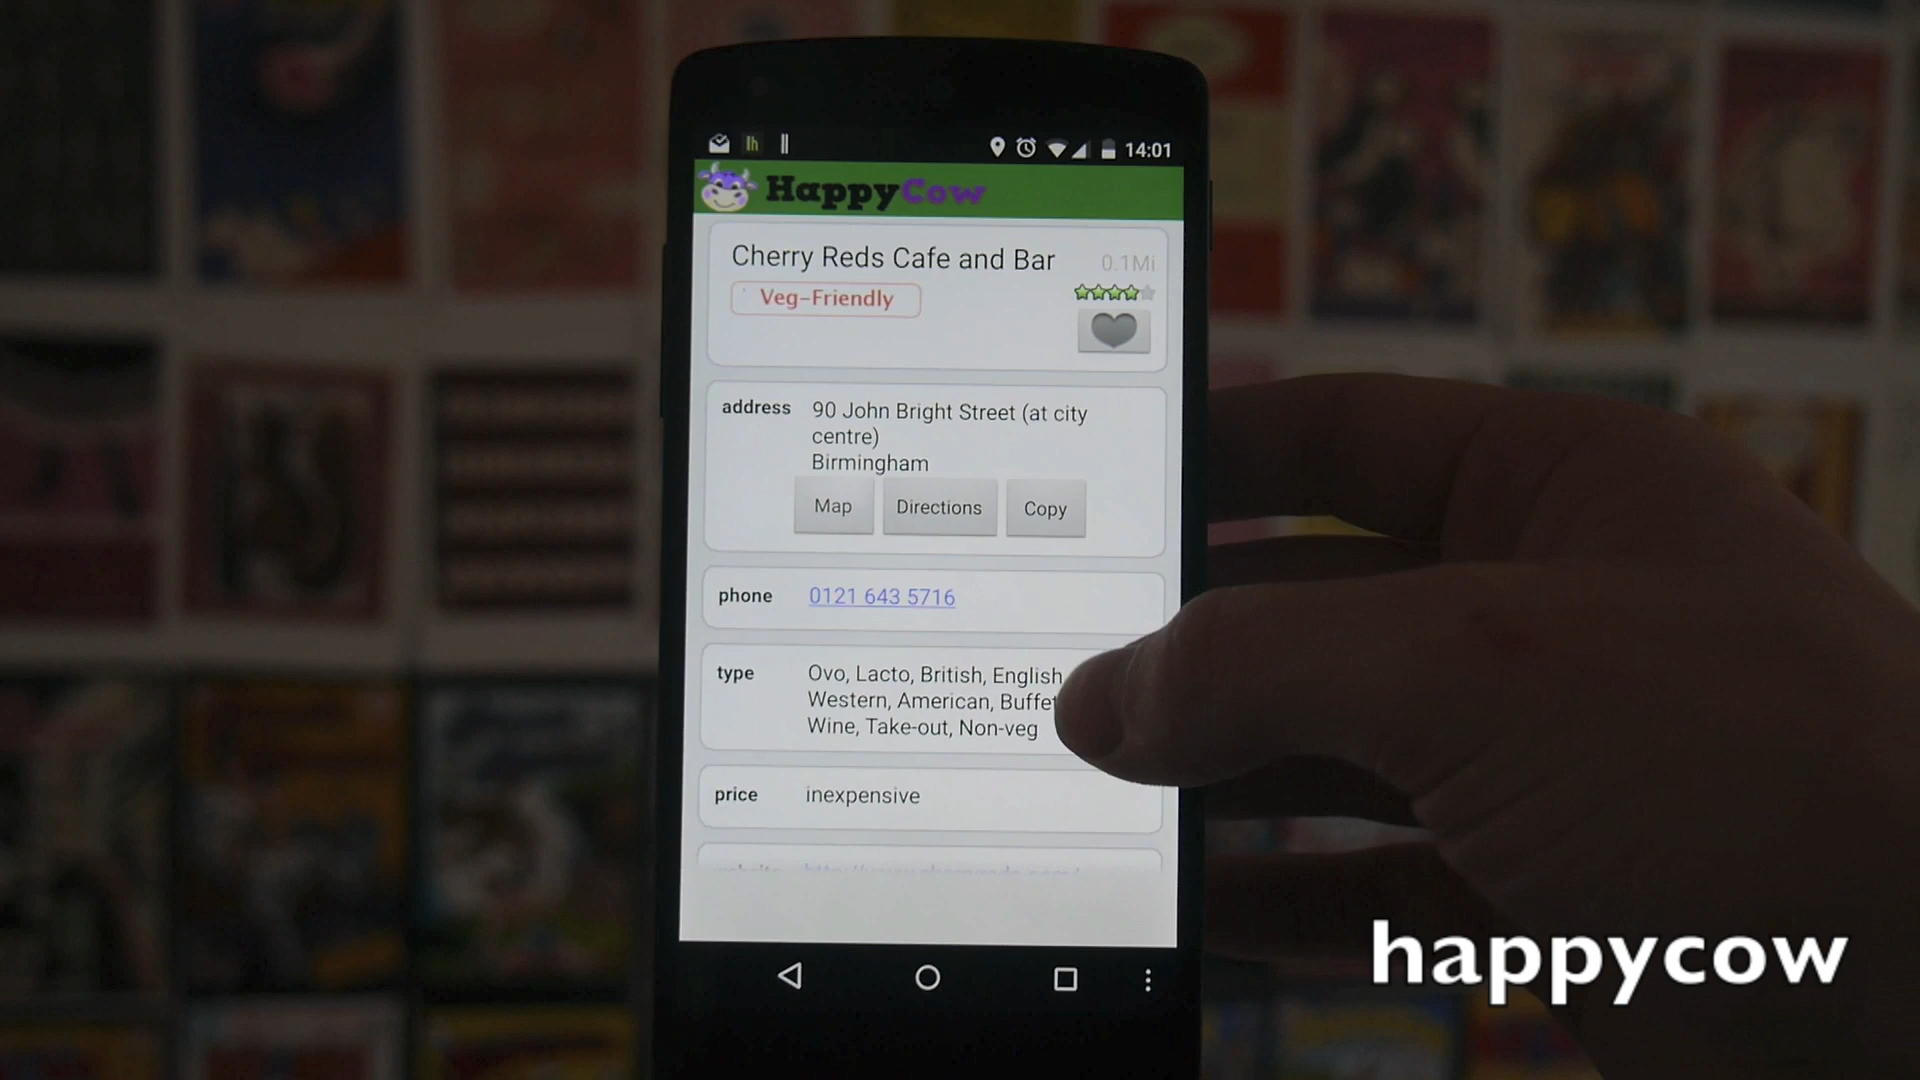 lh
14:01
HappyCow
Cherry Reds Cafe and Bar
0.1Mi
Veg-Friendly
address
90 John Bright Street (at city
centre)
Birmingham
Map
Directions
Copy
phone
0121 643 5716
type
Ovo, Lacto, British, English
Western, American, Buffet
Wine, Take-out, Non-veg
price
inexpensive
happycow